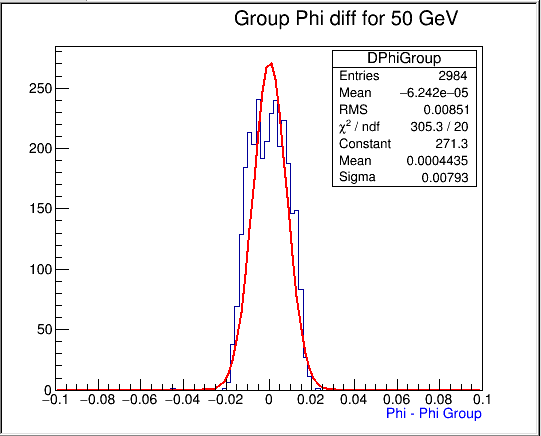 Group Phi diff for 50 GeV
DPhiGroup
Entries 2984
Mean −6.242e−05
RMS 0.00851
χ² / ndf 305.3 / 20
Constant 271.3
Mean 0.0004435
Sigma 0.00793
250
200
150
100
50
0
−0.1 −0.08 −0.06 −0.04 −0.02 0 0.02 0.04 0.06 0.08 0.1
Phi - Phi Group